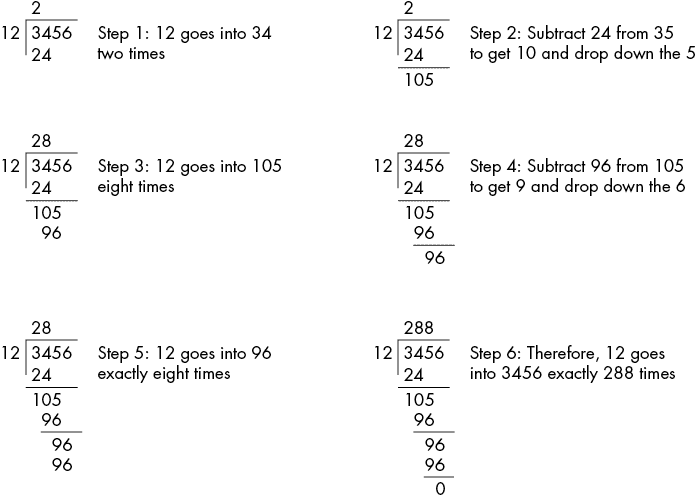 2
12 3456
24
Step 1: 12 goes into 34
two times
2
12 3456
24
105
Step 2: Subtract 24 from 35
to get 10 and drop down the 5
28
12 3456
24
105
96
Step 3: 12 goes into 105
eight times
28
12 3456
24
105
96
96
Step 4: Subtract 96 from 105
to get 9 and drop down the 6
28
12 3456
24
105
96
96
96
Step 5: 12 goes into 96
exactly eight times
288
12 3456
24
105
96
96
96
0
Step 6: Therefore, 12 goes
into 3456 exactly 288 times